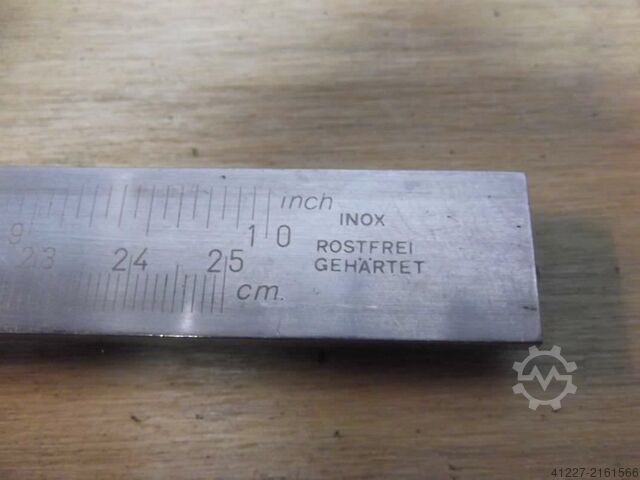 inch
INOX
9 10
ROSTFREI
23 24 25
GEHÄRTET
cm.
41227-2161566